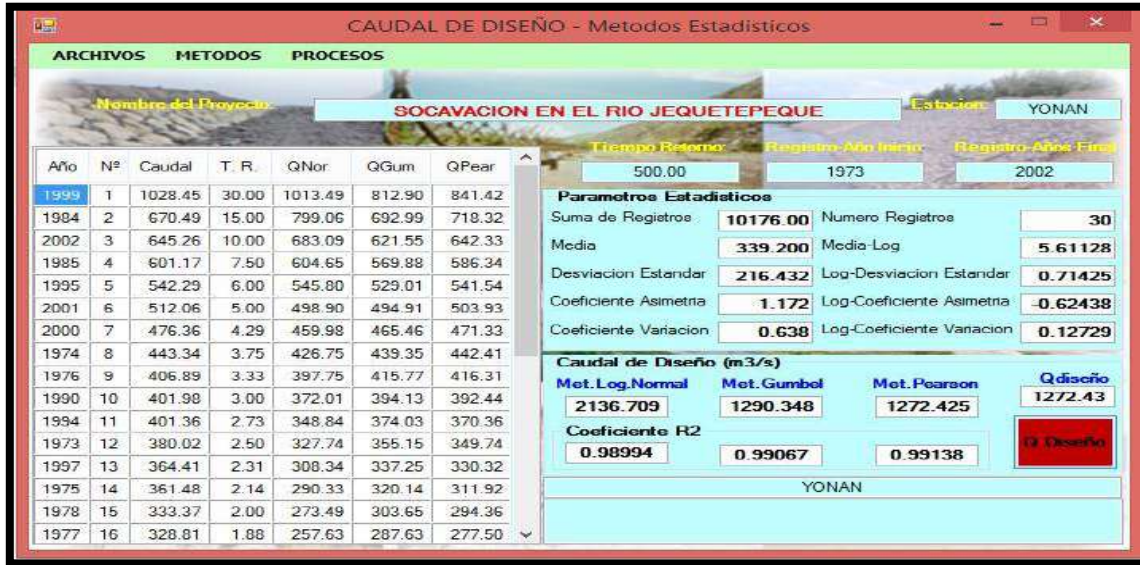 CAUDAL DE DISEÑO - Metodos Estadisticos
ARCHIVOS METODOS PROCESOS
Nombre del Proyecto: SOCAVACION EN EL RIO JEQUETEPEQUE Estacion: YONAN
Tiempo Retorno: Registro-Año Inicio: Registro-Años Final
500.00 1973 2002
Año Nº Caudal T. R. QNor QGum QPear
1999 1 1028.45 30.00 1013.49 812.90 841.42
1984 2 670.49 15.00 799.06 692.99 718.32
2002 3 645.26 10.00 683.09 621.55 642.33
1985 4 601.17 7.50 604.65 569.88 586.34
1995 5 542.29 6.00 545.80 529.01 541.54
2001 6 512.06 5.00 498.90 494.91 503.93
2000 7 476.36 4.29 459.98 465.46 471.33
1974 8 443.34 3.75 426.75 439.35 442.41
1976 9 406.89 3.33 397.75 415.77 416.31
1990 10 401.98 3.00 372.01 394.13 392.44
1994 11 401.36 2.73 348.84 374.03 370.36
1973 12 380.02 2.50 327.74 355.15 349.74
1997 13 364.41 2.31 308.34 337.25 330.32
1975 14 361.48 2.14 290.33 320.14 311.92
1978 15 333.37 2.00 273.49 303.65 294.36
1977 16 328.81 1.88 257.63 287.63 277.50
Parametros Estadisticos
Suma de Registros 10176.00 Numero Registros 30
Media 339.200 Media-Log 5.61128
Desviacion Estandar 216.432 Log-Desviacion Estandar 0.71425
Coeficiente Asimetria 1.172 Log-Coeficiente Asimetria -0.62438
Coeficiente Variacion 0.638 Log-Coeficiente Variacion 0.12729
Caudal de Diseño (m3/s)
Met.Log.Normal Met.Gumbel Met.Pearson Qdiseño
2136.709 1290.348 1272.425 1272.43
Coeficiente R2
0.98994 0.99067 0.99138
Q Diseño
YONAN